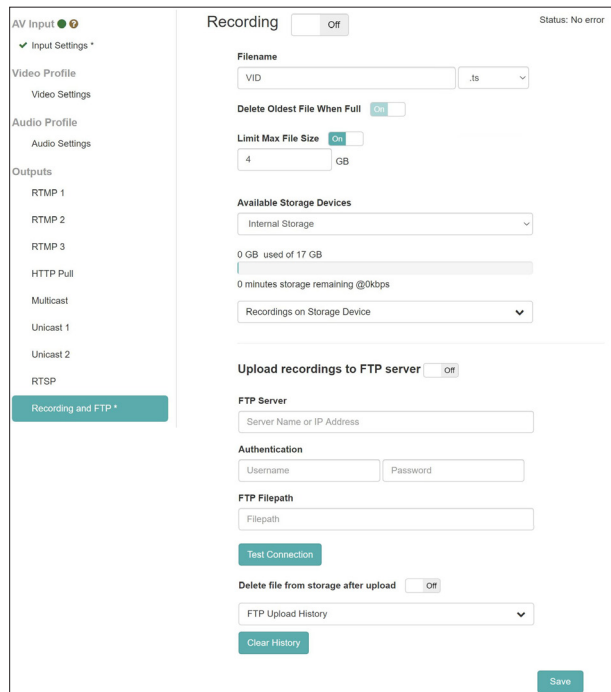 AV Input
Input Settings *
Video Profile
Video Settings
Audio Profile
Audio Settings
Outputs
RTMP 1
RTMP 2
RTMP 3
HTTP Pull
Multicast
Unicast 1
Unicast 2
RTSP
Recording and FTP *
Recording Off
Status: No error
Filename
VID .ts
Delete Oldest File When Full On
Limit Max File Size On
4 GB
Available Storage Devices
Internal Storage
0 GB used of 17 GB
0 minutes storage remaining @0kbps
Recordings on Storage Device
Upload recordings to FTP server Off
FTP Server
Server Name or IP Address
Authentication
Username Password
FTP Filepath
Filepath
Test Connection
Delete file from storage after upload Off
FTP Upload History
Clear History
Save